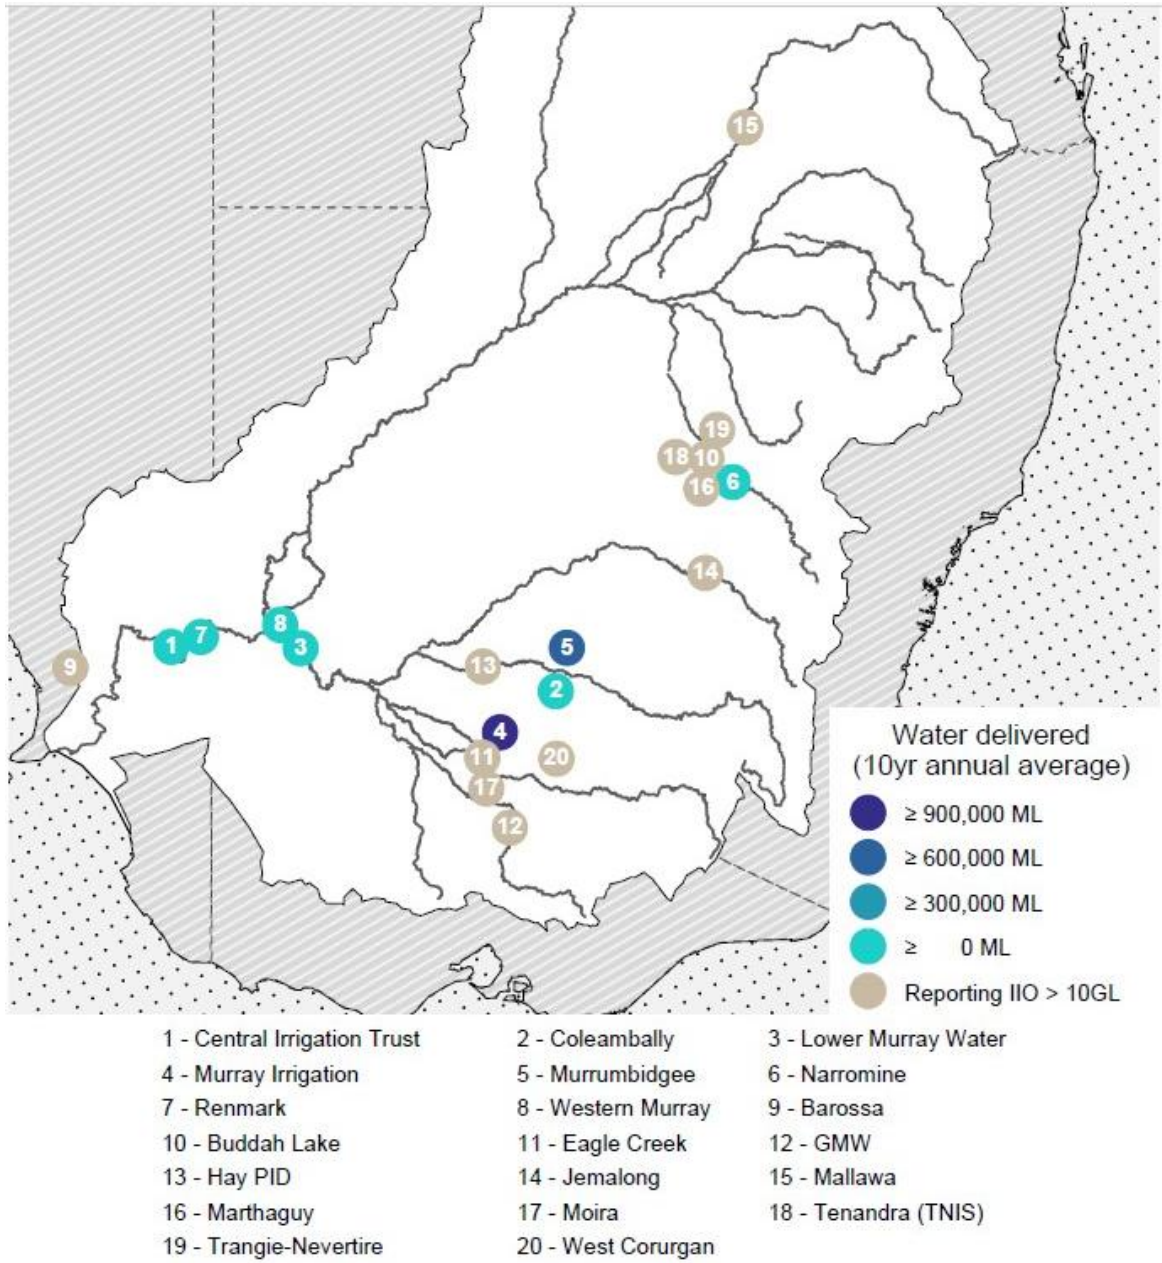 15
19
18
10
16
6
14
8
7
1
3
9
5
13
2
4
11
20
17
12
Water delivered
(10yr annual average)
≥ 900,000 ML
≥ 600,000 ML
≥ 300,000 ML
≥ 0 ML
Reporting IIO > 10GL
1 - Central Irrigation Trust 2 - Coleambally 3 - Lower Murray Water
4 - Murray Irrigation 5 - Murrumbidgee 6 - Narromine
7 - Renmark 8 - Western Murray 9 - Barossa
10 - Buddah Lake 11 - Eagle Creek 12 - GMW
13 - Hay PID 14 - Jemalong 15 - Mallawa
16 - Marthaguy 17 - Moira 18 - Tenandra (TNIS)
19 - Trangie-Nevertire 20 - West Corurgan